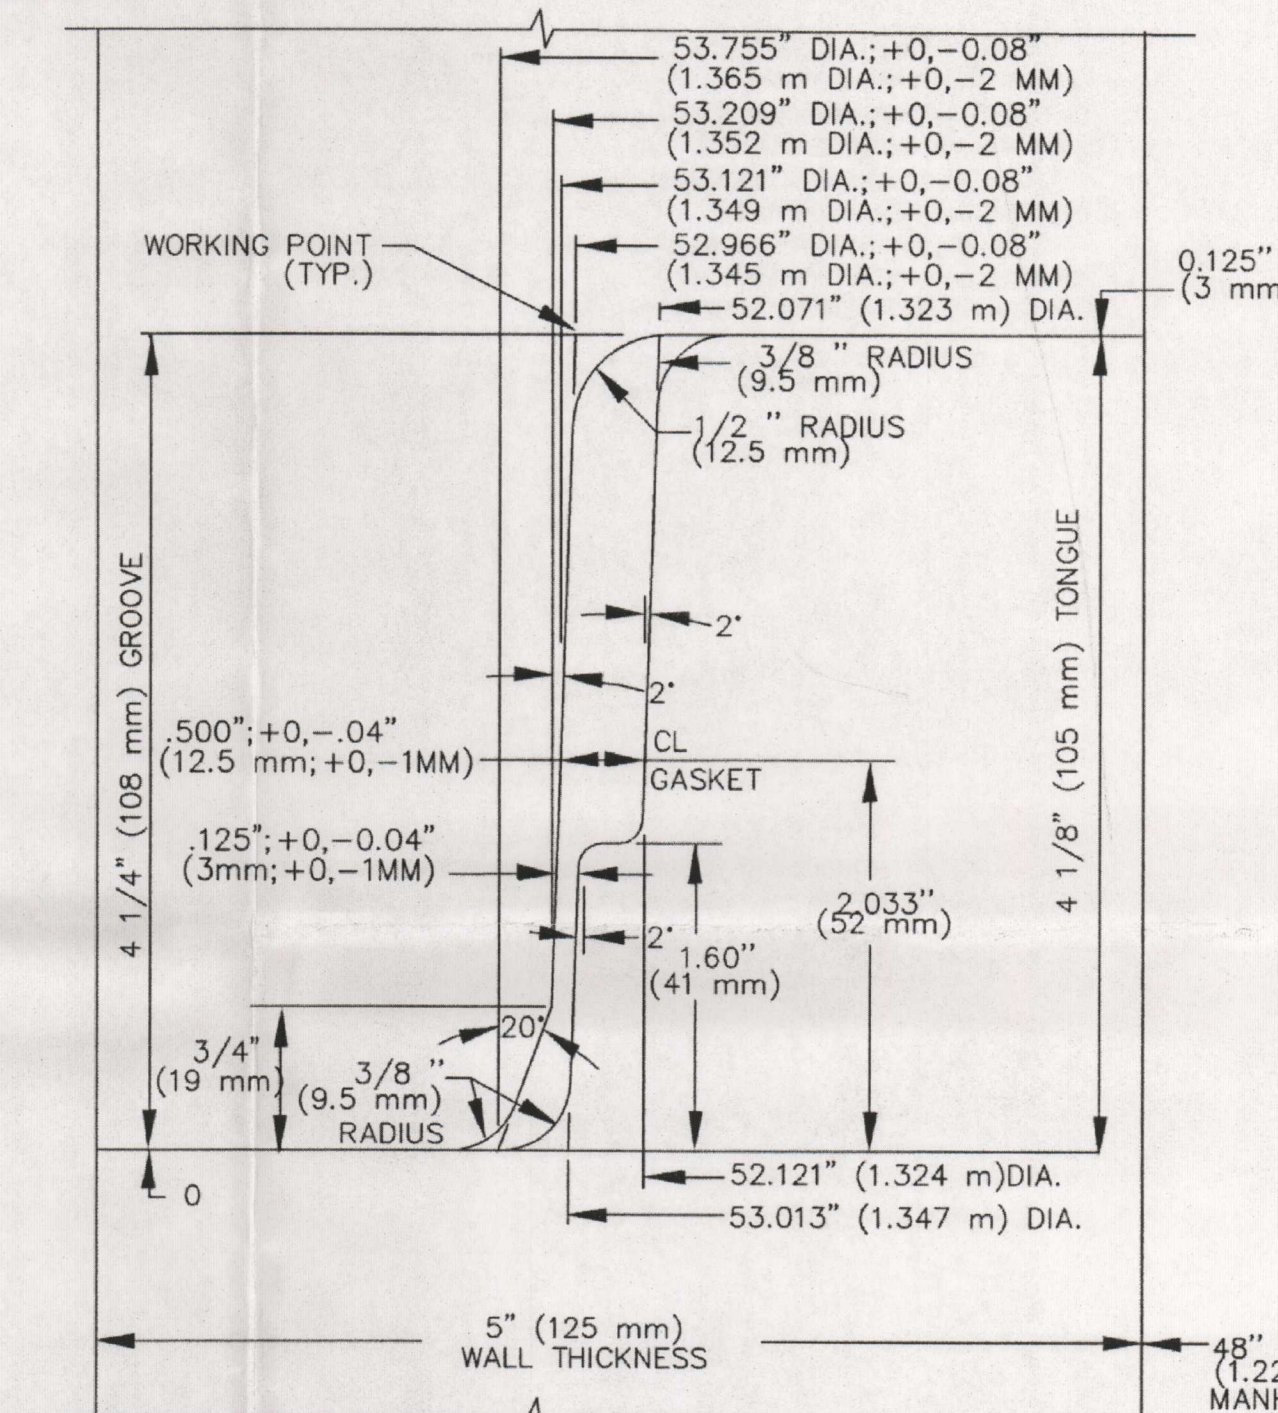 53.755" DIA.;+0,-0.08"
(1.365 m DIA.;+0,-2 MM)
53.209" DIA.;+0,-0.08"
(1.352 m DIA.;+0,-2 MM)
53.121" DIA.;+0,-0.08"
(1.349 m DIA.;+0,-2 MM)
WORKING POINT
(TYP.)
52.966" DIA.;+0,-0.08"
(1.345 m DIA.;+0,-2 MM)
0.125"
(3 mm
52.071" (1.323 m) DIA.
3/8 " RADIUS
(9.5 mm)
1/2 " RADIUS
(12.5 mm)
4 1/4" (108 mm) GROOVE
4 1/8" (105 mm) TONGUE
2°
2°
.500";+0,-.04"
(12.5 mm;+0,-1MM)
CL
GASKET
.125";+0,-0.04"
(3mm;+0,-1MM)
2.033"
(52 mm)
2°
1.60"
(41 mm)
20°
3/4"
(19 mm)
3/8 "
(9.5 mm)
RADIUS
0
52.121" (1.324 m)DIA.
53.013" (1.347 m) DIA.
5" (125 mm)
WALL THICKNESS
48"
(1.22
MANH